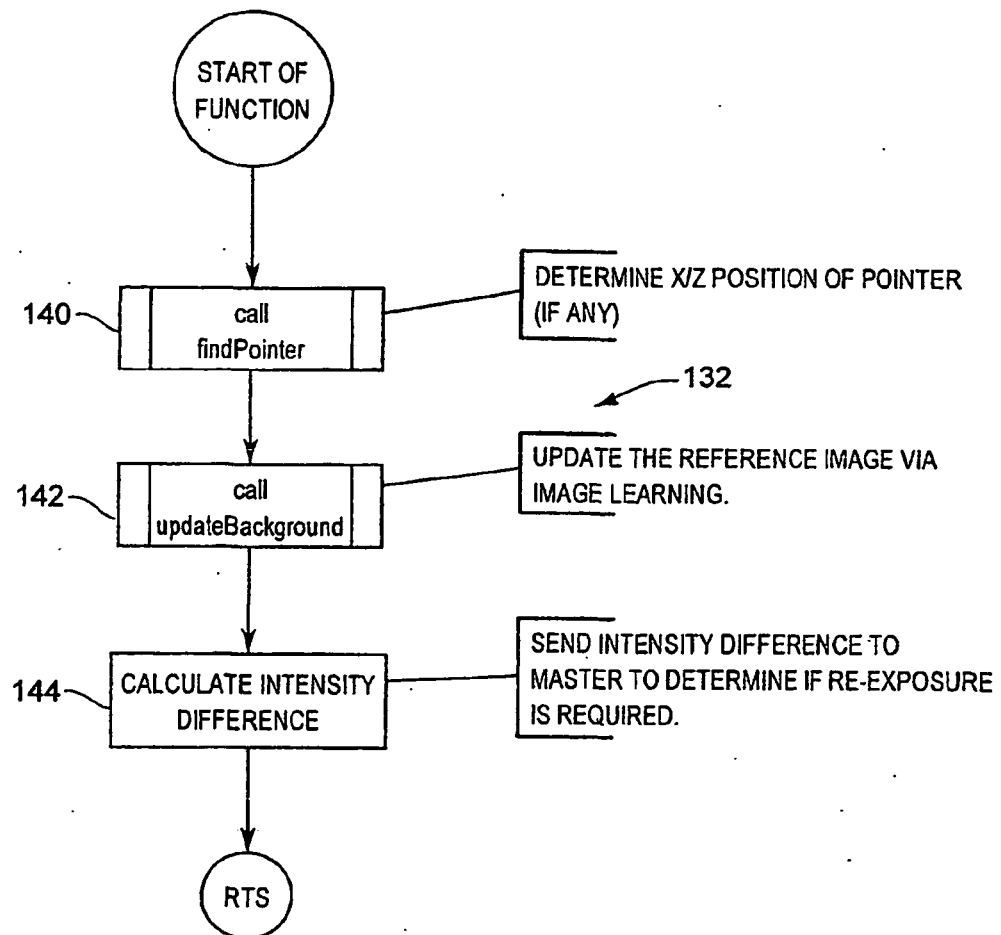 START OF
FUNCTION
140
call
findPointer
DETERMINE X/Z POSITION OF POINTER
(IF ANY)
132
142
call
updateBackground
UPDATE THE REFERENCE IMAGE VIA
IMAGE LEARNING.
144
CALCULATE INTENSITY
DIFFERENCE
SEND INTENSITY DIFFERENCE TO
MASTER TO DETERMINE IF RE-EXPOSURE
IS REQUIRED.
RTS